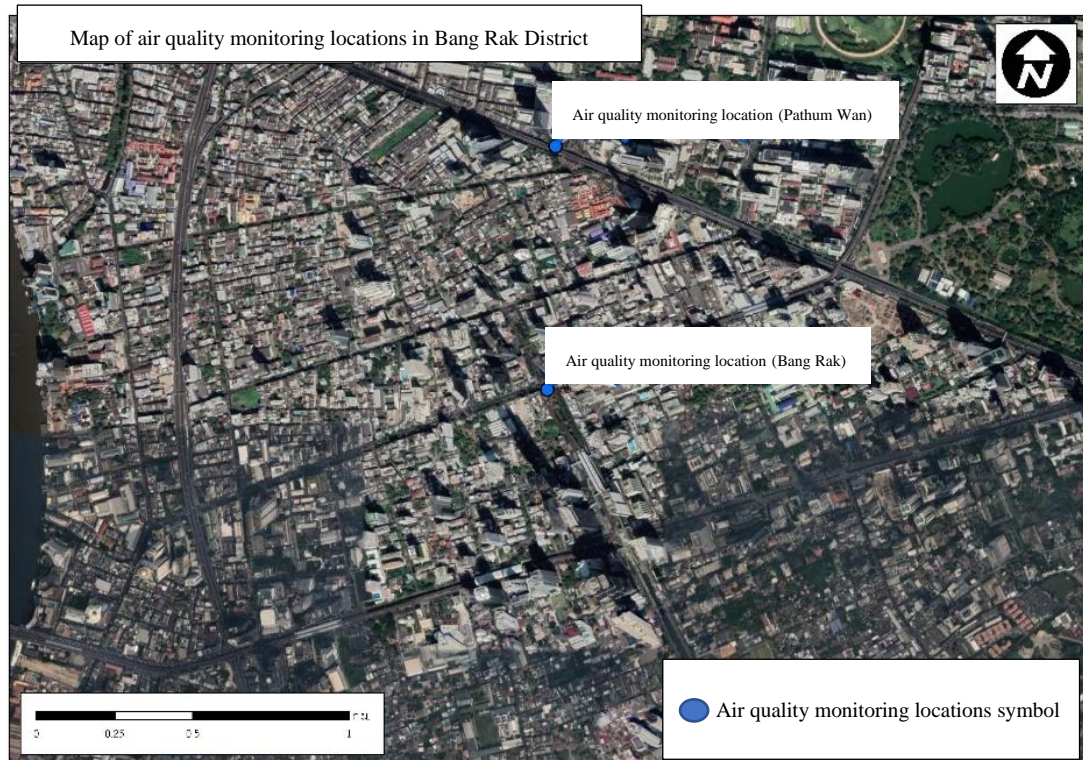 Map of air quality monitoring locations in Bang Rak District
N
Air quality monitoring location (Pathum Wan)
Air quality monitoring location (Bang Rak)
Air quality monitoring locations symbol
0 0.25 0.5 1